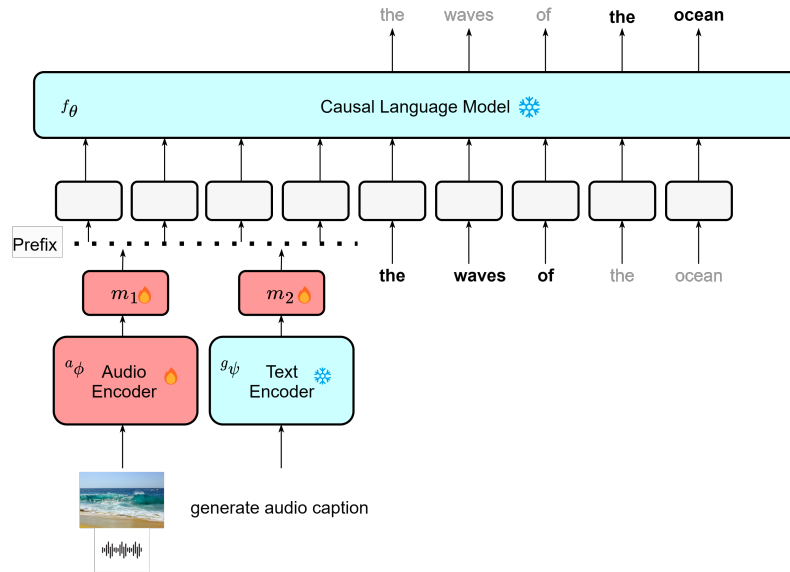 the waves of the ocean
fθ Causal Language Model
Prefix
the waves of the ocean
m1 m2
aϕ Audio Encoder
gψ Text Encoder
generate audio caption